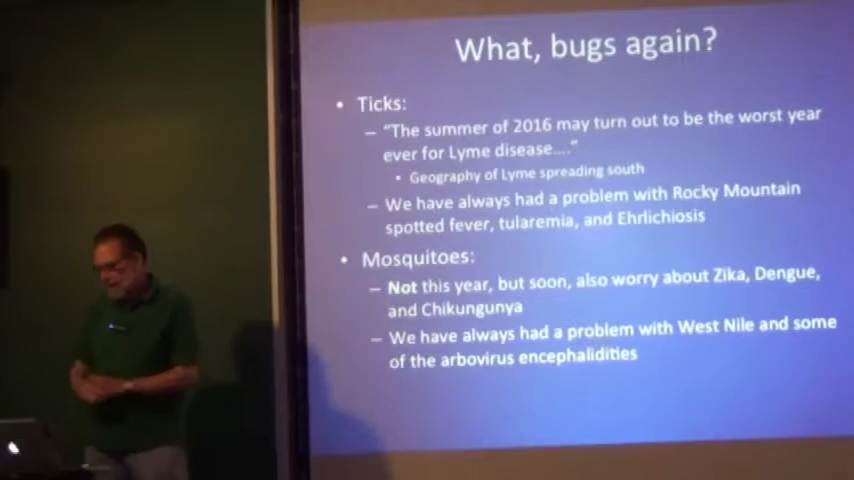 What, bugs again?
• Ticks:
– "The summer of 2016 may turn out to be the worst year
ever for Lyme disease...."
• Geography of Lyme spreading south
– We have always had a problem with Rocky Mountain
spotted fever, tularemia, and Ehrlichiosis
• Mosquitoes:
– Not this year, but soon, also worry about Zika, Dengue,
and Chikungunya
– We have always had a problem with West Nile and some
of the arbovirus encephalidities